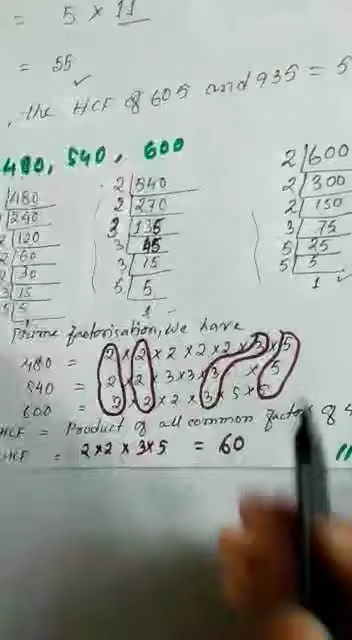 = 5 × 11
= 55 ✓
, the HCF of 605 and 935 = 5
480, 540, 600
480
2 | 240
2 | 120
2 | 60
2 | 30
3 | 15
5 | 5
2 | 540
2 | 270
3 | 135
3 | 45
3 | 15
5 | 5
1
2 | 600
2 | 300
2 | 150
3 | 75
5 | 25
5 | 5
1 ✓
Prime factorisation, we have
480 = 2 × 2 × 2 × 2 × 2 × 3 × 5
540 = 2 × 2 × 3 × 3 × 3 × 5
600 = 2 × 2 × 2 × 3 × 5 × 5
HCF = Product of all common factors of 4
HCF = 2 × 2 × 3 × 5 = 60